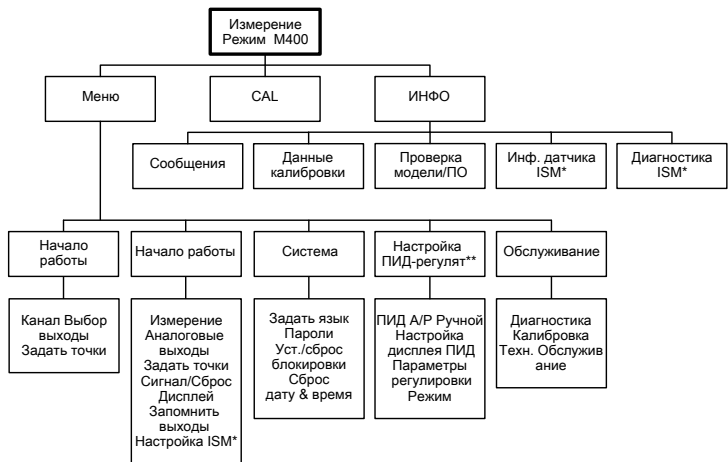 Измерение
Режим M400
Меню
CAL
ИНФО
Сообщения
Данные
калибровки
Проверка
модели/ПО
Инф. датчика
ISM*
Диагностика
ISM*
Начало
работы
Начало работы
Система
Настройка
ПИД-регулят**
Обслуживание
Канал Выбор
выходы
Задать точки
Измерение
Аналоговые
выходы
Задать точки
Сигнал/Сброс
Дисплей
Запомнить
выходы
Настройка ISM*
Задать язык
Пароли
Уст./сброс
блокировки
Сброс
дату & время
ПИД А/Р Ручной
Настройка
дисплея ПИД
Параметры
регулировки
Режим
Диагностика
Калибровка
Техн. Обслужив
ание